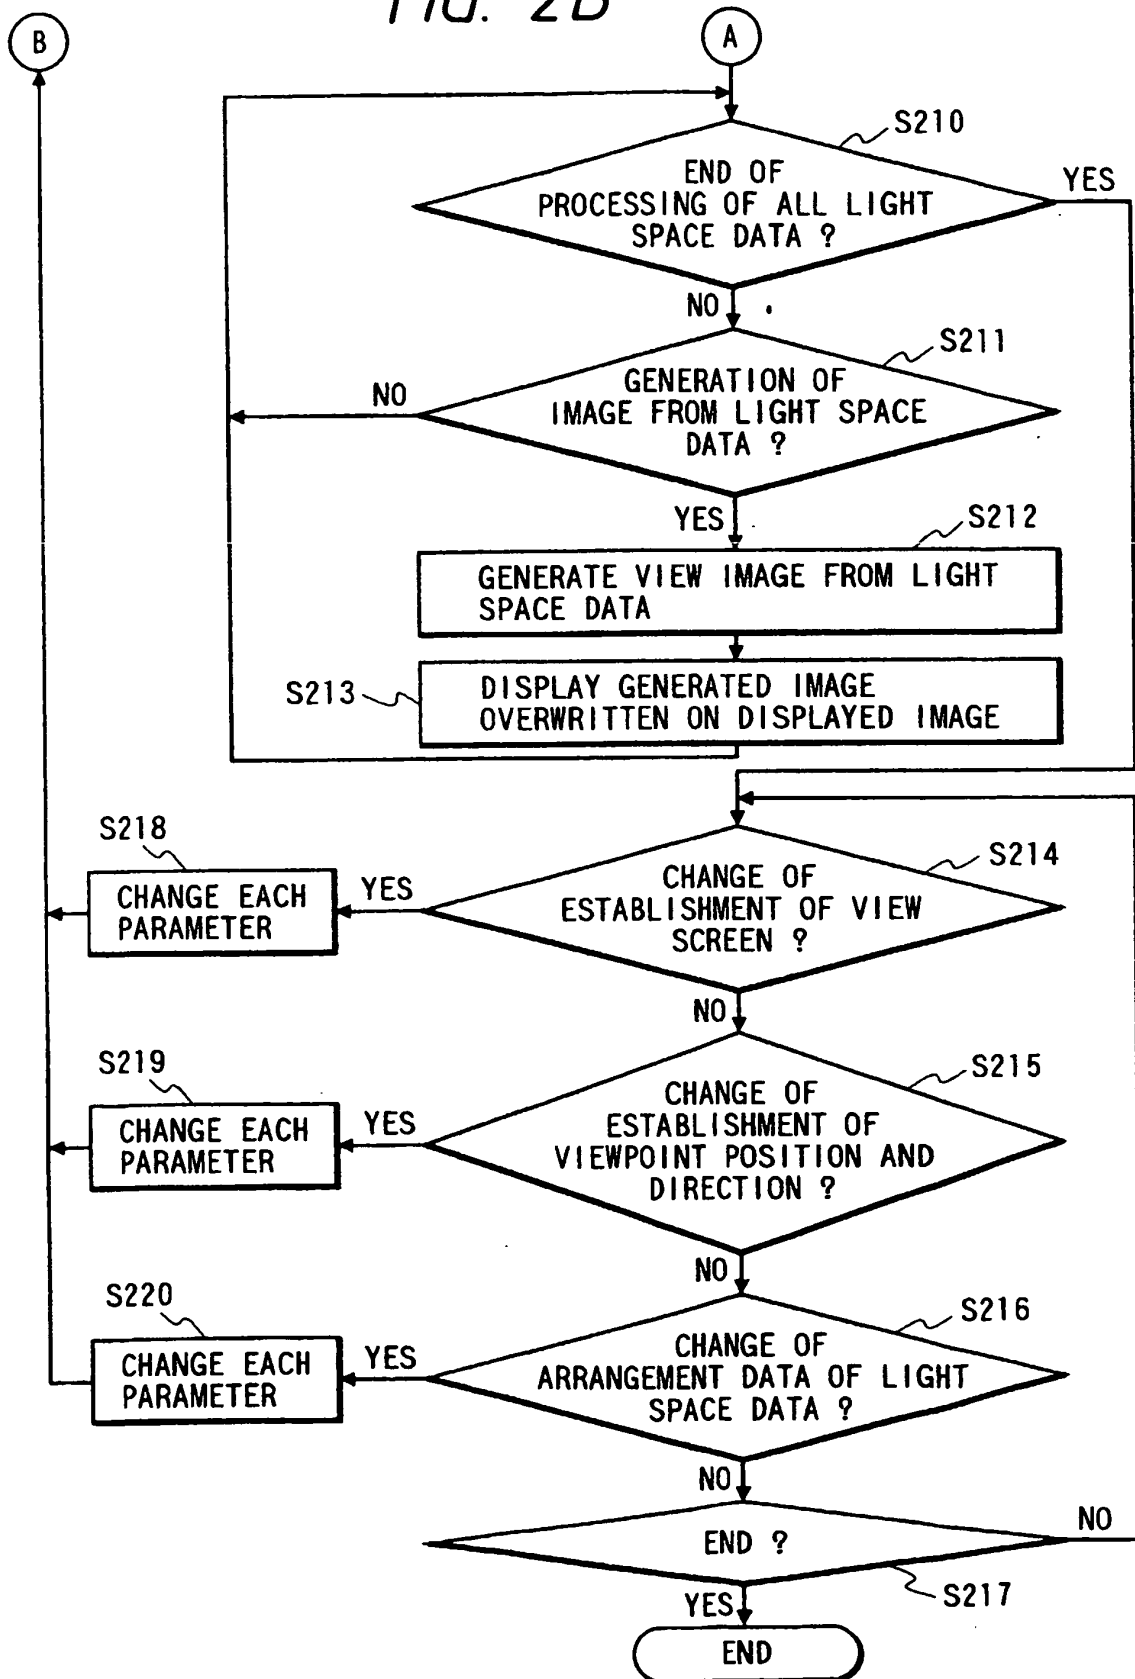 FIG. 2B
B
A
S210
END OF
PROCESSING OF ALL LIGHT
SPACE DATA ?
YES
NO
S211
GENERATION OF
IMAGE FROM LIGHT SPACE
DATA ?
NO
YES
S212
GENERATE VIEW IMAGE FROM LIGHT
SPACE DATA
S213
DISPLAY GENERATED IMAGE
OVERWRITTEN ON DISPLAYED IMAGE
S218
CHANGE EACH
PARAMETER
YES
S214
CHANGE OF
ESTABLISHMENT OF VIEW
SCREEN ?
NO
S219
CHANGE EACH
PARAMETER
YES
S215
CHANGE OF
ESTABLISHMENT OF
VIEWPOINT POSITION AND
DIRECTION ?
NO
S220
CHANGE EACH
PARAMETER
YES
S216
CHANGE OF
ARRANGEMENT DATA OF LIGHT
SPACE DATA ?
NO
END ?
NO
S217
YES
END